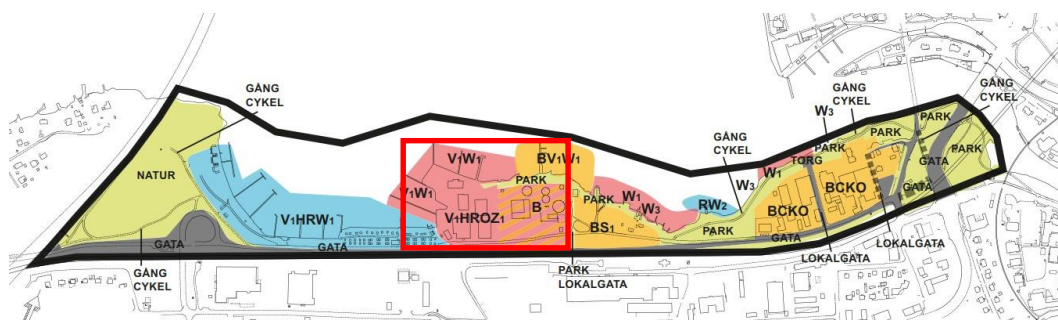 GÅNG
CYKEL
NATUR
GATA
GÅNG
CYKEL
V1HRW1
GATA
V1W1
V1W1
V1HROZ1
PARK
BV1W1
B
PARK
BS1
PARK
LOKALGATA
W1
W3
PARK
RW2
GÅNG
CYKEL
W3
W1
TORG
PARK
W3
GÅNG
CYKEL
PARK
BCKO
BCKO
GATA
LOKALGATA
LOKALGATA
GATA
GATA
PARK
PARK
GÅNG
CYKEL